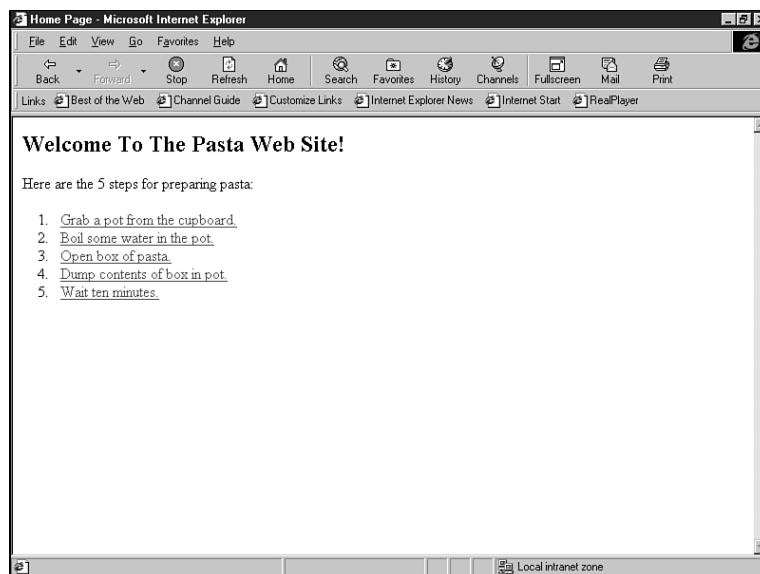 Home Page - Microsoft Internet Explorer
File Edit View Go Favorites Help
Back Forward Stop Refresh Home Search Favorites History Channels Fullscreen Mail Print
Links Best of the Web Channel Guide Customize Links Internet Explorer News Internet Start RealPlayer
Welcome To The Pasta Web Site!
Here are the 5 steps for preparing pasta:
1. Grab a pot from the cupboard.
2. Boil some water in the pot.
3. Open box of pasta.
4. Dump contents of box in pot.
5. Wait ten minutes.
Local intranet zone